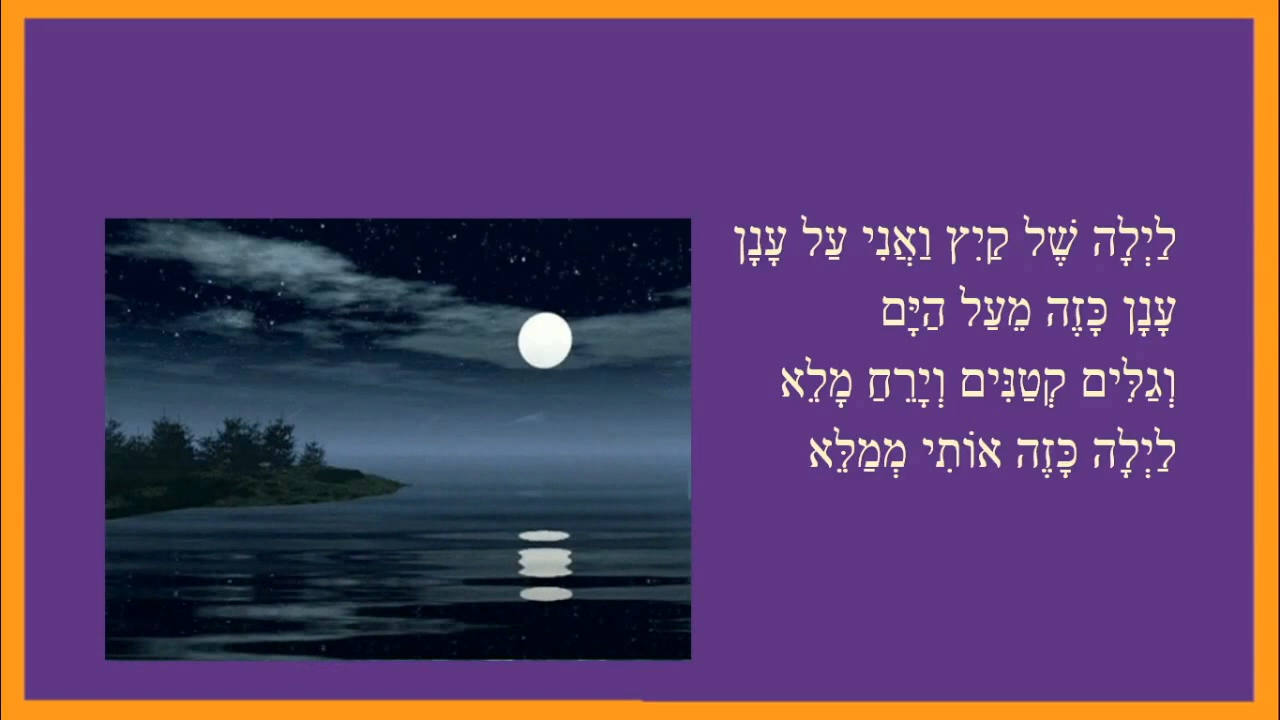 לַיְלָה שֶׁל קַיִץ וַאֲנִי עַל עָנָן
עָנָן כָּזֶה מֵעַל הַיָּם
וְגַלִּים קְטַנִּים וְיָרֵחַ מָלֵא
לַיְלָה כָּזֶה אוֹתִי מְמַלֵּא